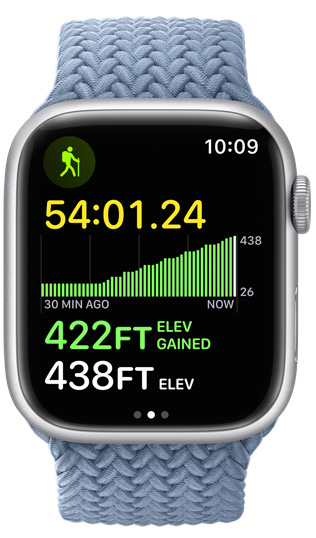 10:09
54:01.24
438
26
30 MIN AGO NOW
422FT ELEV GAINED
438FT ELEV